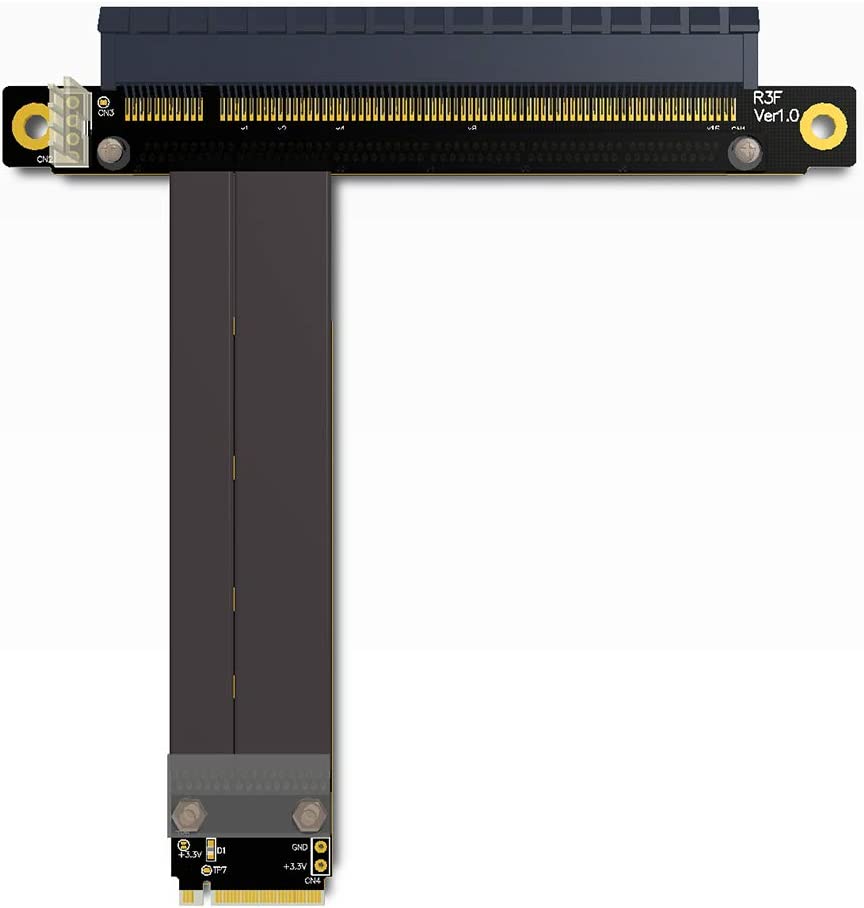 R3F
Ver1.0
CN3
x1
x2
x4
x8
x16
CN1
CN2
GND
+3.3V
D1
+3.3V
TP7
CN4